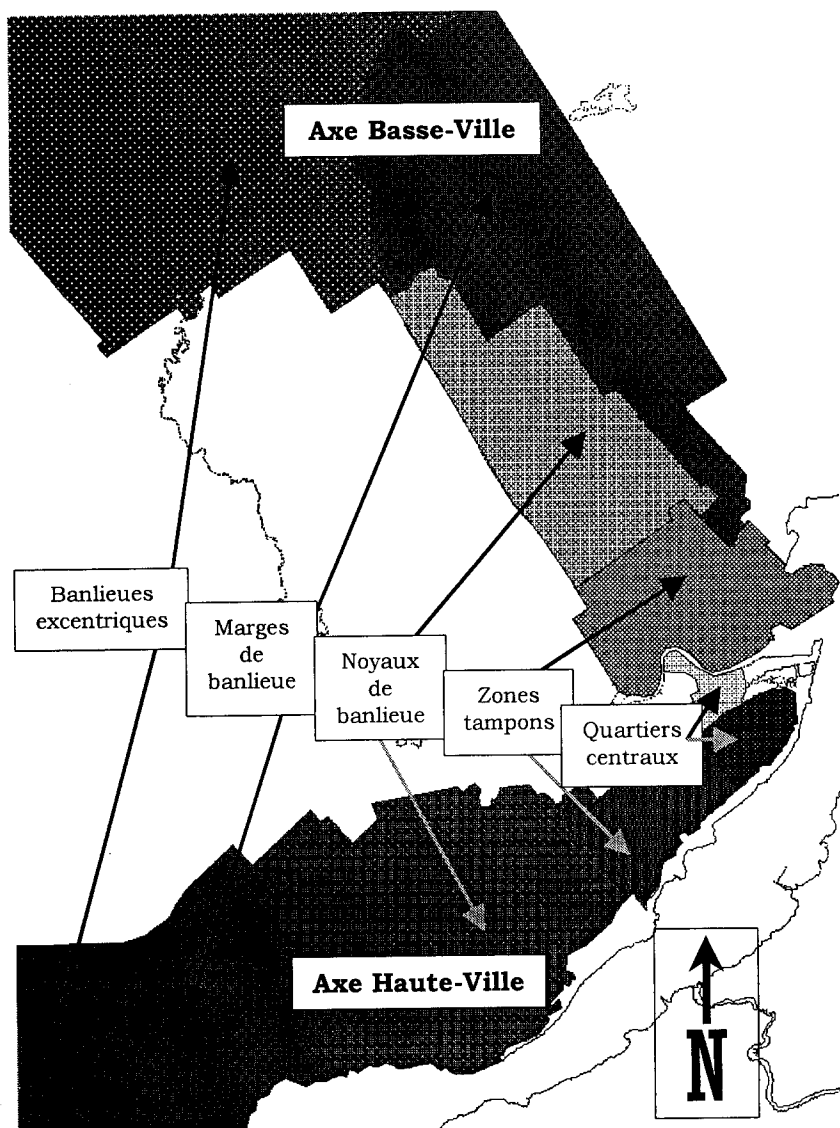 Axe Basse-Ville
Banlieues
excentriques
Marges
de
banlieue
Noyaux
de
banlieue
Zones
tampons
Quartiers
centraux
Axe Haute-Ville
N